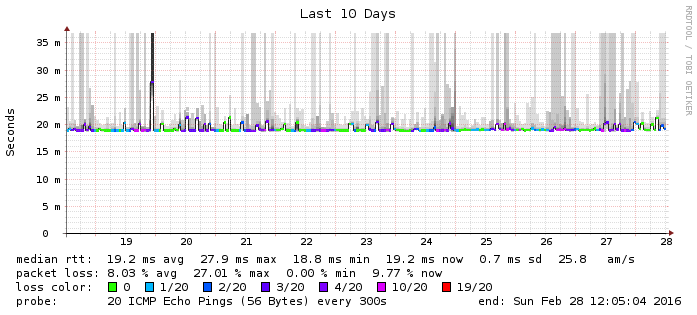 Last 10 Days
RRDTOOL / TOBI OETIKER
Seconds
35 m
30 m
25 m
20 m
15 m
10 m
5 m
0
19 20 21 22 23 24 25 26 27 28
median rtt: 19.2 ms avg 27.9 ms max 18.8 ms min 19.2 ms now 0.7 ms sd 25.8 am/s
packet loss: 8.03 % avg 27.01 % max 0.00 % min 9.77 % now
loss color: 0 1/20 2/20 3/20 4/20 10/20 19/20
probe: 20 ICMP Echo Pings (56 Bytes) every 300s end: Sun Feb 28 12:05:04 2016